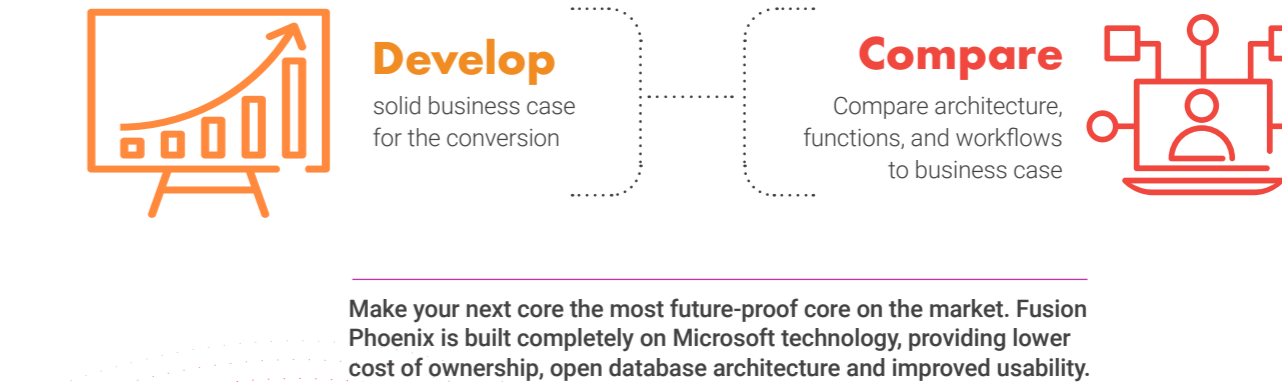 Develop
solid business case
for the conversion
Compare
Compare architecture,
functions, and workflows
to business case
Make your next core the most future-proof core on the market. Fusion
Phoenix is built completely on Microsoft technology, providing lower
cost of ownership, open database architecture and improved usability.